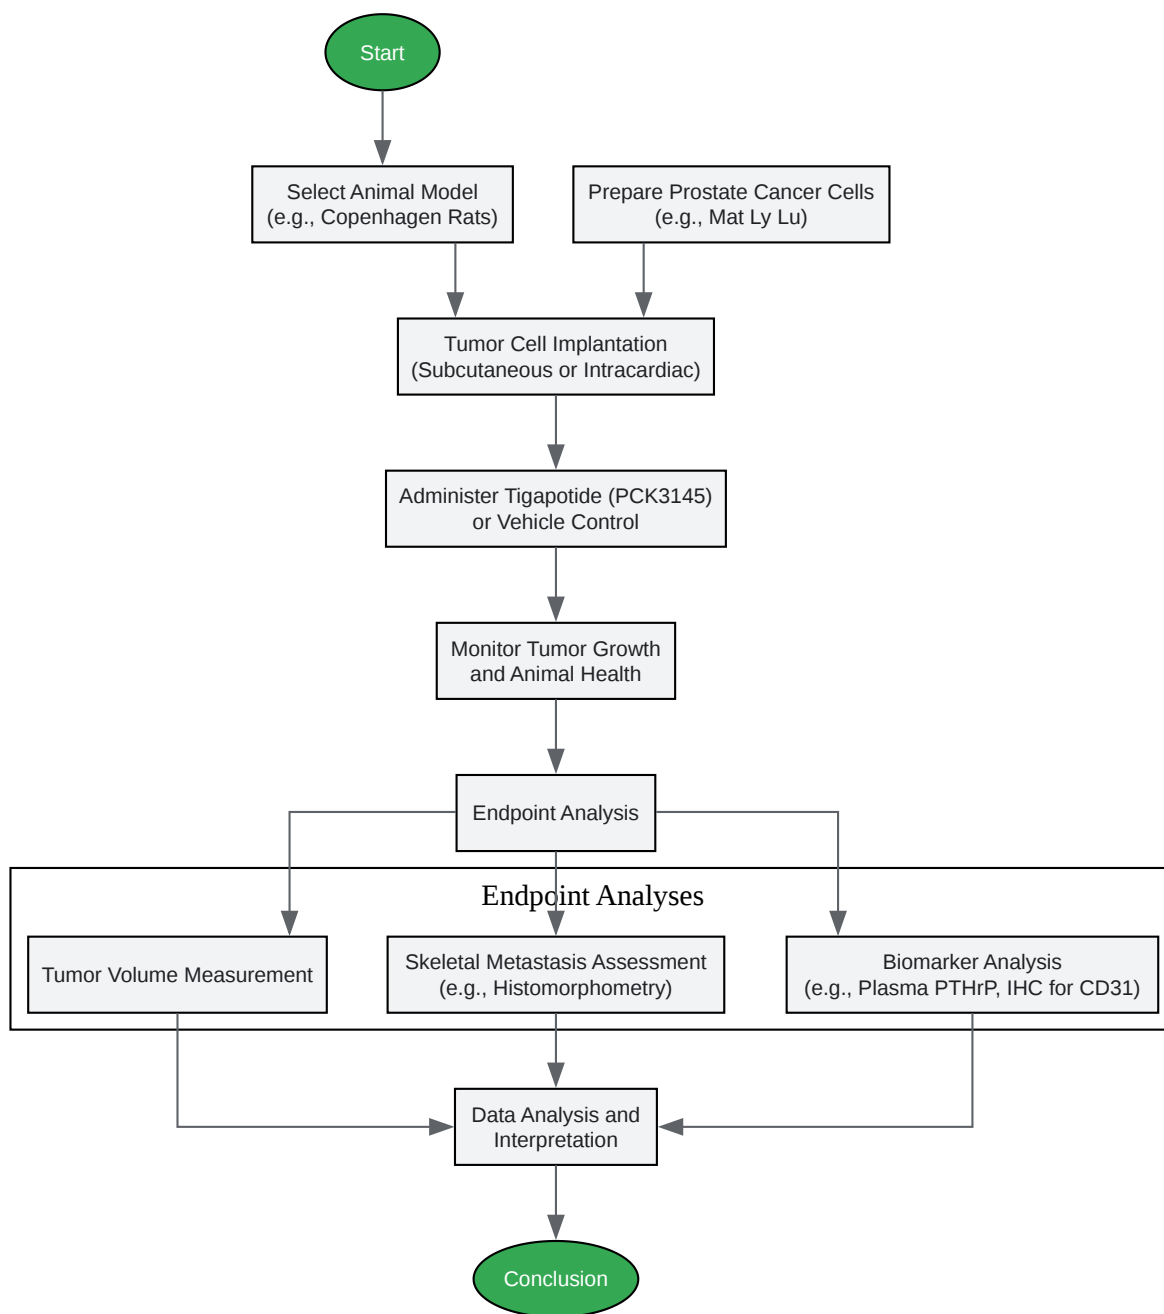 Start
Select Animal Model
(e.g., Copenhagen Rats)
Prepare Prostate Cancer Cells
(e.g., Mat Ly Lu)
Tumor Cell Implantation
(Subcutaneous or Intracardiac)
Administer Tigapotide (PCK3145)
or Vehicle Control
Monitor Tumor Growth
and Animal Health
Endpoint Analysis
Endpoint Analyses
Tumor Volume Measurement
Skeletal Metastasis Assessment
(e.g., Histomorphometry)
Biomarker Analysis
(e.g., Plasma PTHrP, IHC for CD31)
Data Analysis and
Interpretation
Conclusion